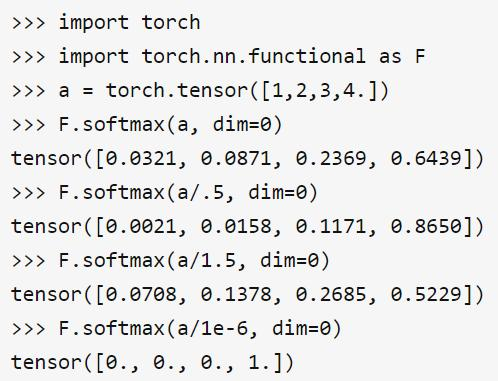 >>> import torch
>>> import torch.nn.functional as F
>>> a = torch.tensor([1,2,3,4.])
>>> F.softmax(a, dim=0)
tensor([0.0321, 0.0871, 0.2369, 0.6439])
>>> F.softmax(a/.5, dim=0)
tensor([0.0021, 0.0158, 0.1171, 0.8650])
>>> F.softmax(a/1.5, dim=0)
tensor([0.0708, 0.1378, 0.2685, 0.5229])
>>> F.softmax(a/1e-6, dim=0)
tensor([0., 0., 0., 1.])